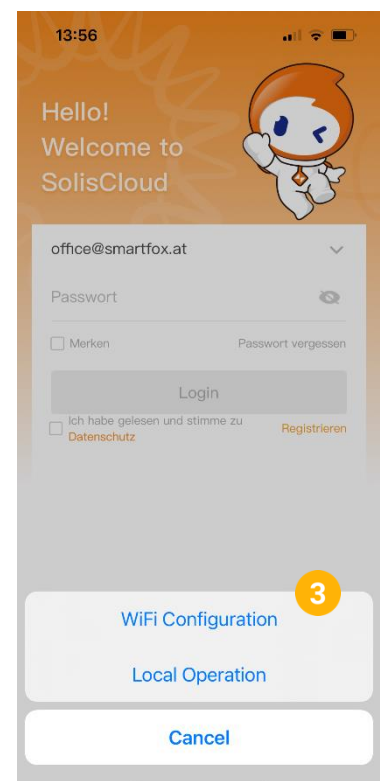 13:56
Hello!
Welcome to
SolisCloud
office@smartfox.at
Passwort
Merken
Passwort vergessen
Login
Ich habe gelesen und stimme zu
Datenschutz
Registrieren
3
WiFi Configuration
Local Operation
Cancel